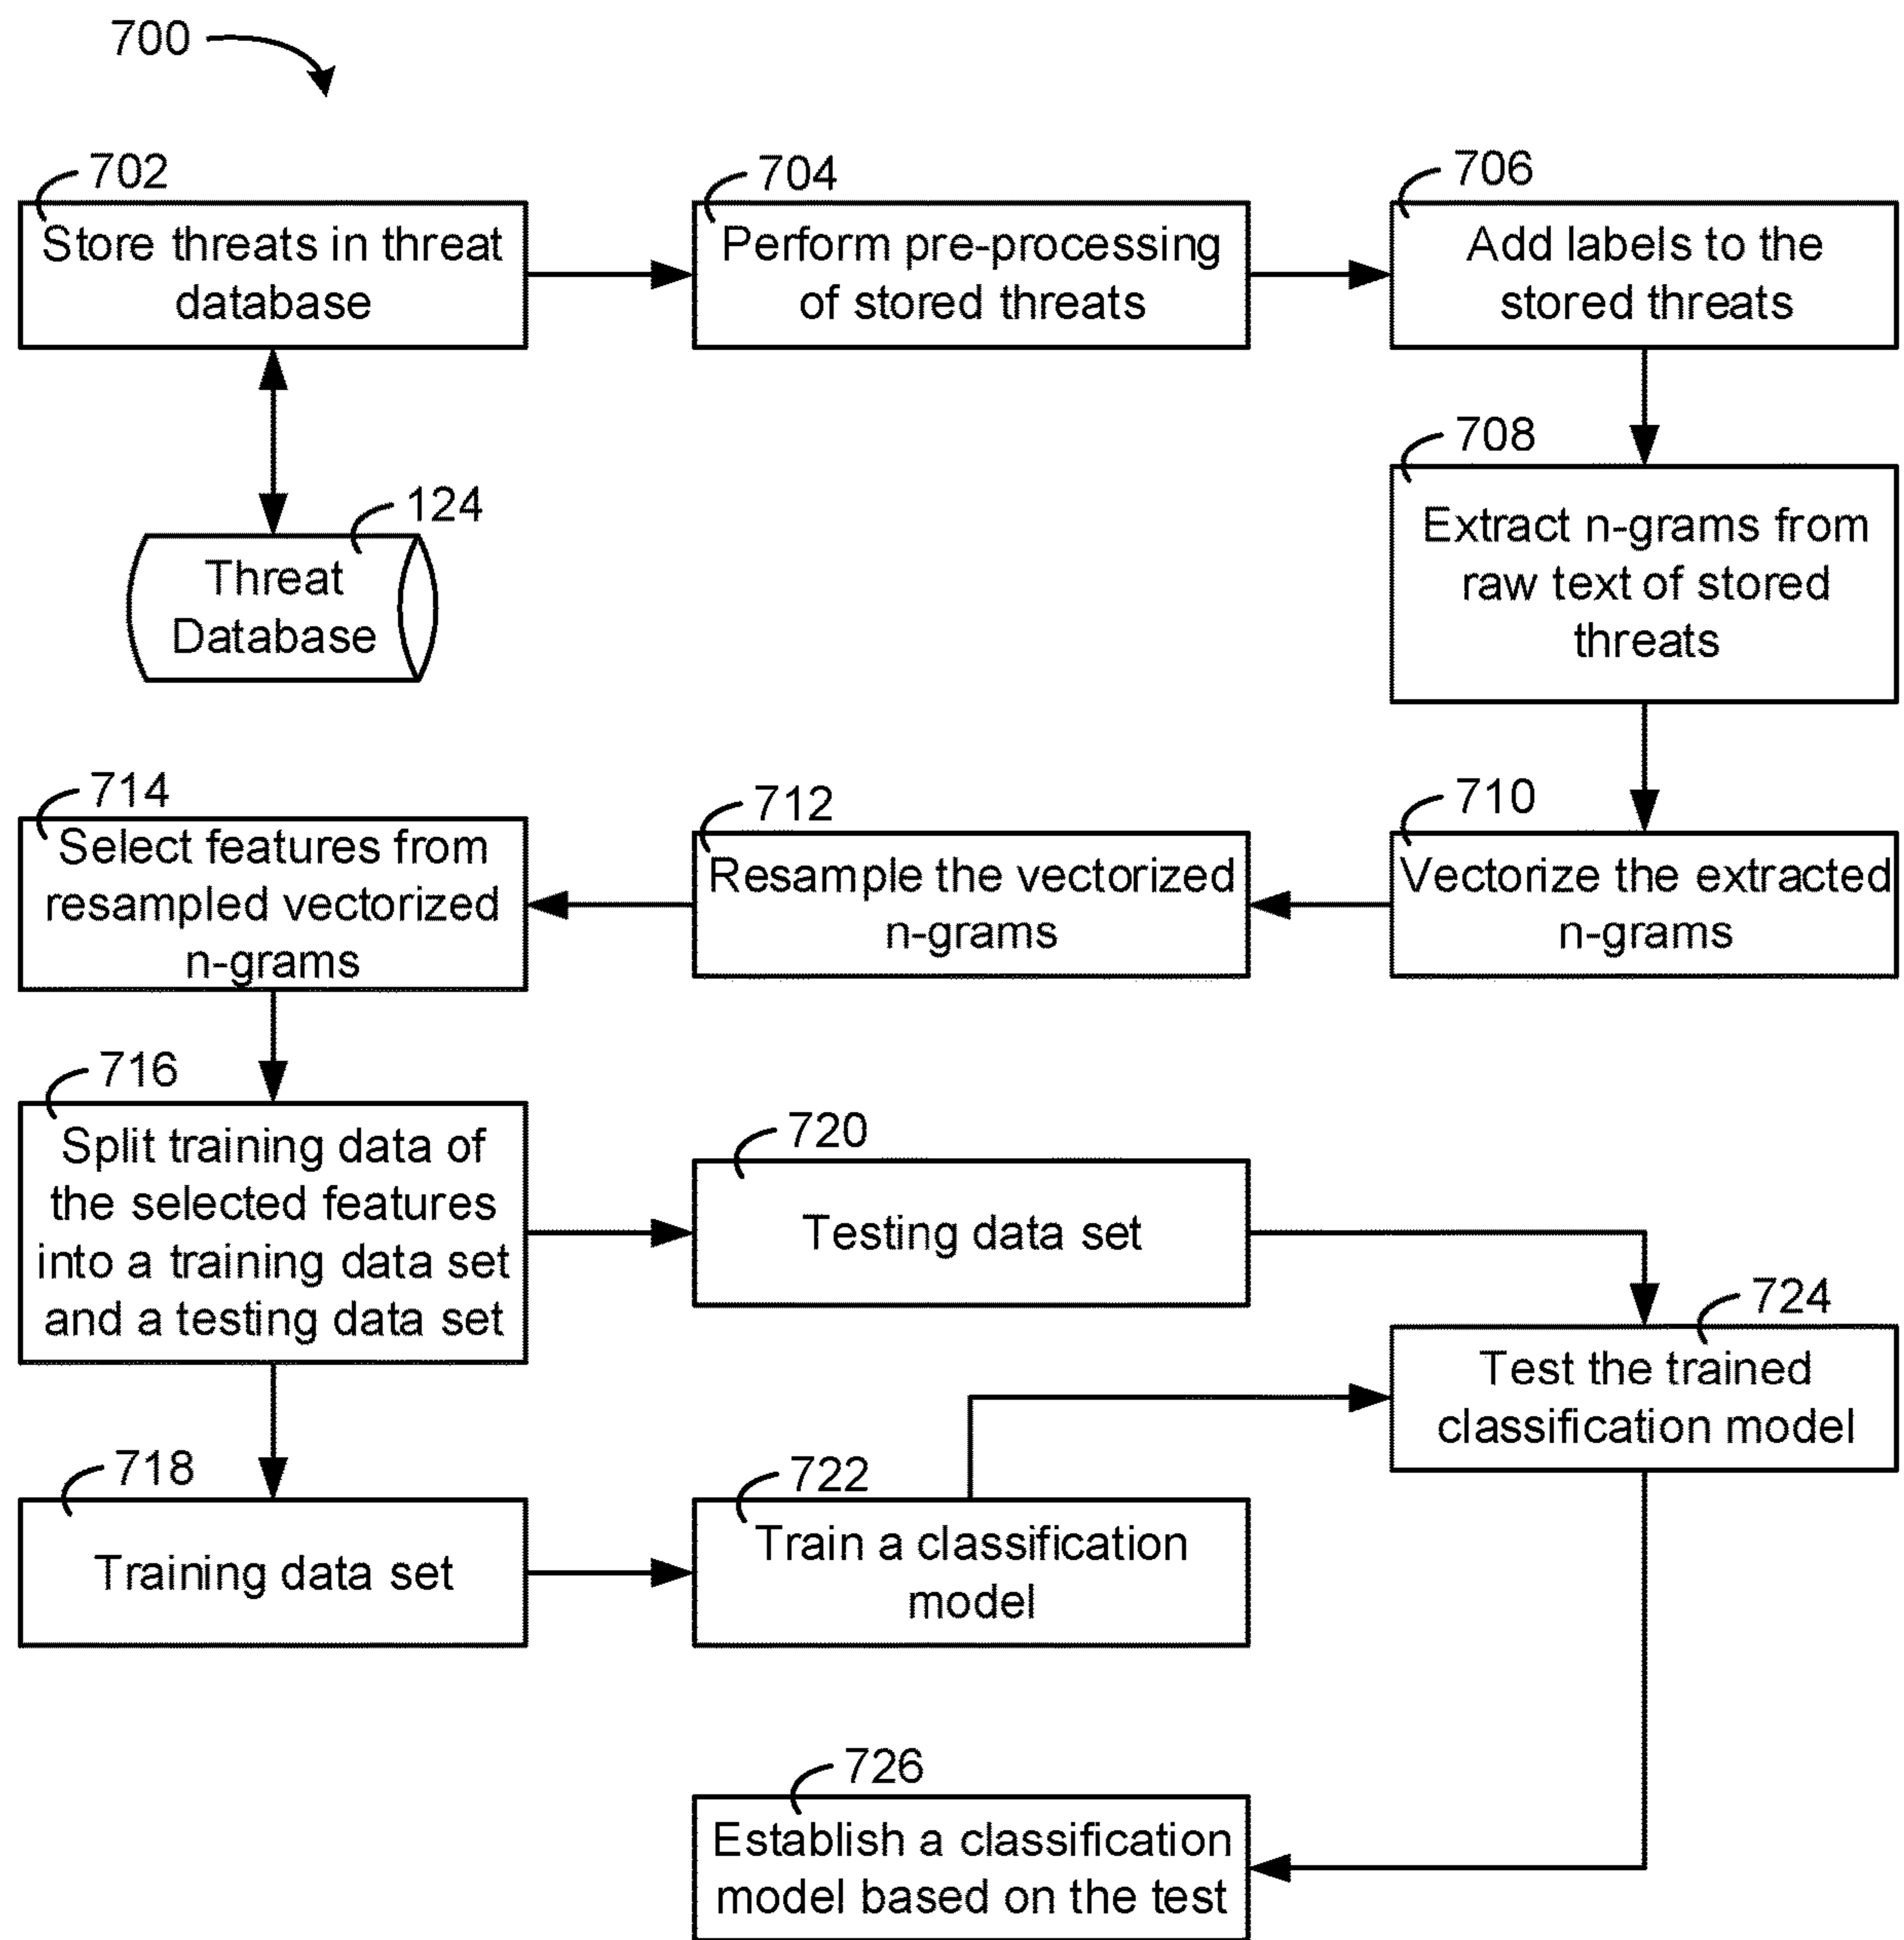 700
702
Store threats in threat
database
704
Perform pre-processing
of stored threats
706
Add labels to the
stored threats
124
Threat
Database
708
Extract n-grams from
raw text of stored
threats
710
Vectorize the extracted
n-grams
712
Resample the vectorized
n-grams
714
Select features from
resampled vectorized
n-grams
716
Split training data of
the selected features
into a training data set
and a testing data set
720
Testing data set
718
Training data set
722
Train a classification
model
724
Test the trained
classification model
726
Establish a classification
model based on the test